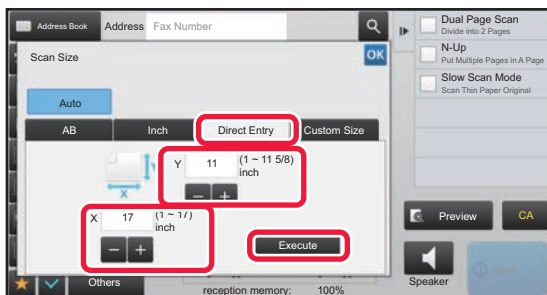 Address Book Address Fax Number
Scan Size
OK
Auto
AB Inch Direct Entry Custom Size
Y
Y 11 (1 ~ 11 5/8)
inch
− +
X
X 17 (1 ~ 17)
inch
− +
Execute
Others
reception memory: 100%
Dual Page Scan
Divide into 2 Pages
N-Up
Put Multiple Pages in A Page
Slow Scan Mode
Scan Thin Paper Original
Preview CA
Speaker
Start